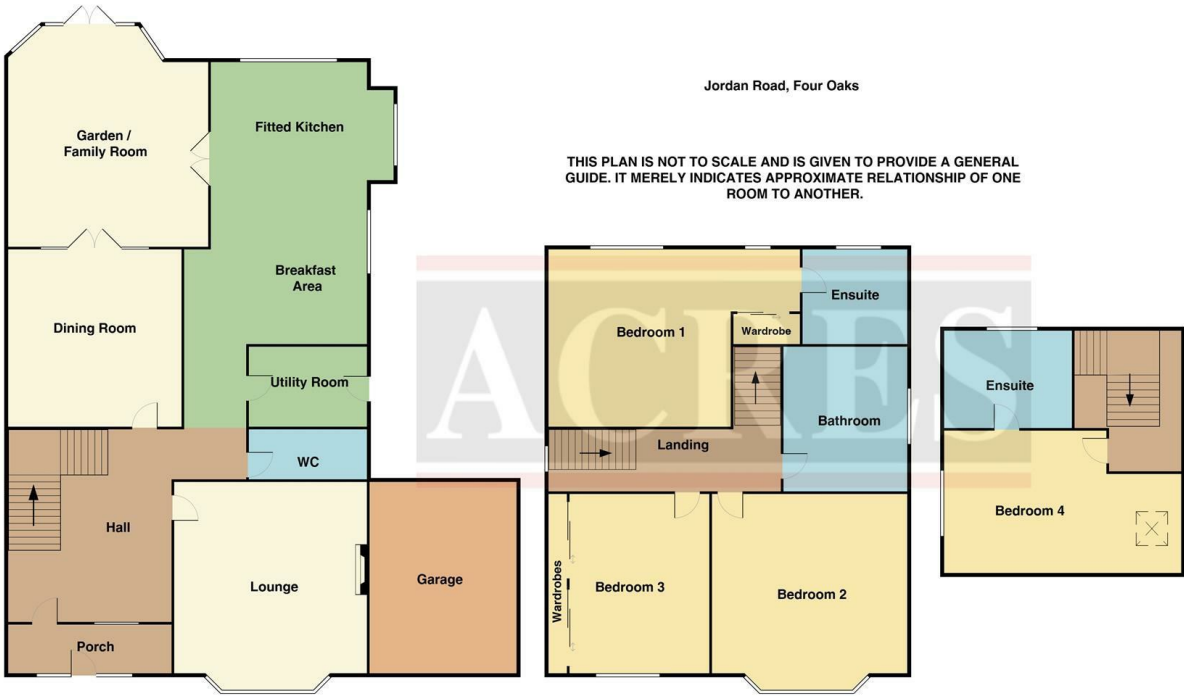 Jordan Road, Four Oaks
THIS PLAN IS NOT TO SCALE AND IS GIVEN TO PROVIDE A GENERAL
GUIDE. IT MERELY INDICATES APPROXIMATE RELATIONSHIP OF ONE
ROOM TO ANOTHER.
Garden /
Family Room
Fitted Kitchen
Breakfast
Area
Dining Room
Utility Room
WC
Hall
Lounge
Garage
Porch
ACRES
Bedroom 1
Ensuite
Wardrobe
Bathroom
Landing
Wardrobes
Bedroom 3
Bedroom 2
Ensuite
Bedroom 4